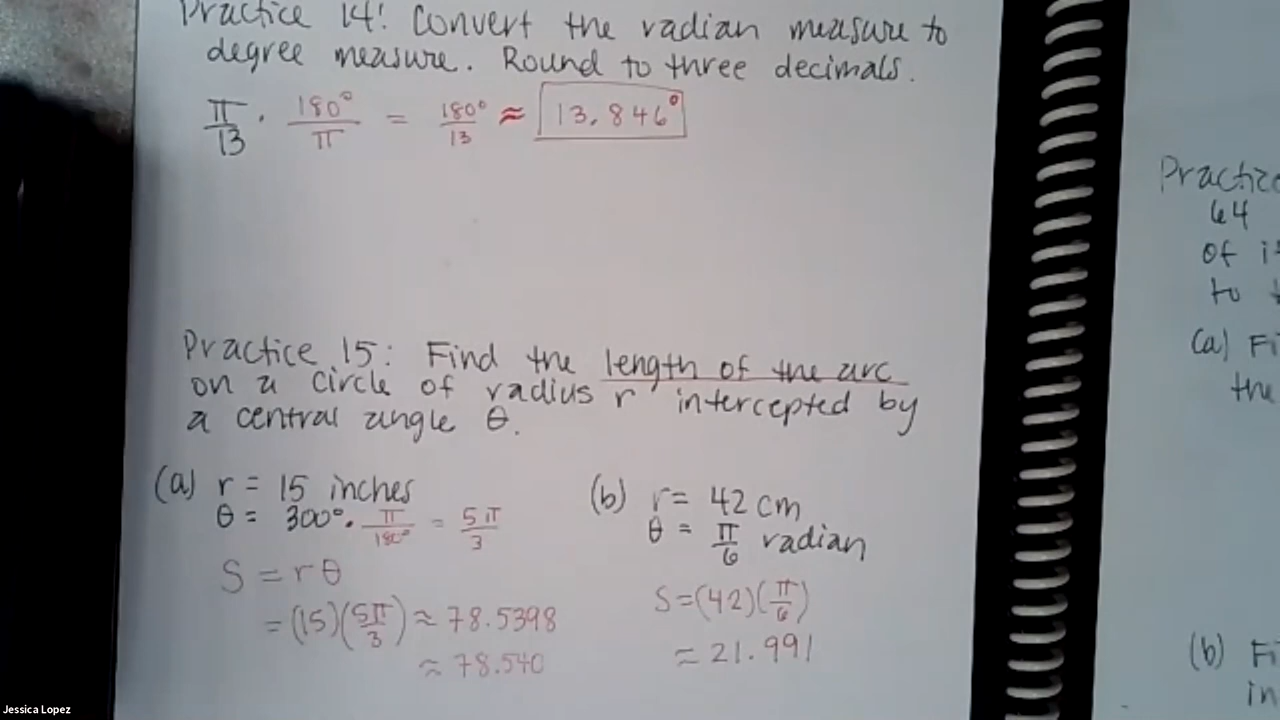 Practice 14: Convert the radian measure to
degree measure. Round to three decimals.
π/13 · 180°/π = 180°/13 ≈ 13.846°
Practice 15: Find the length of the arc
on a circle of radius r intercepted by
a central angle θ.
(a) r = 15 inches
θ = 300° · π/180° = 5π/3
S = rθ
= (15)(5π/3) ≈ 78.5398
≈ 78.540
(b) r = 42 cm
θ = π/6 radian
S = (42)(π/6)
≈ 21.991
Practice
64
of
to
(a) Fi
the
(b) Fi
in
Jessica Lopez